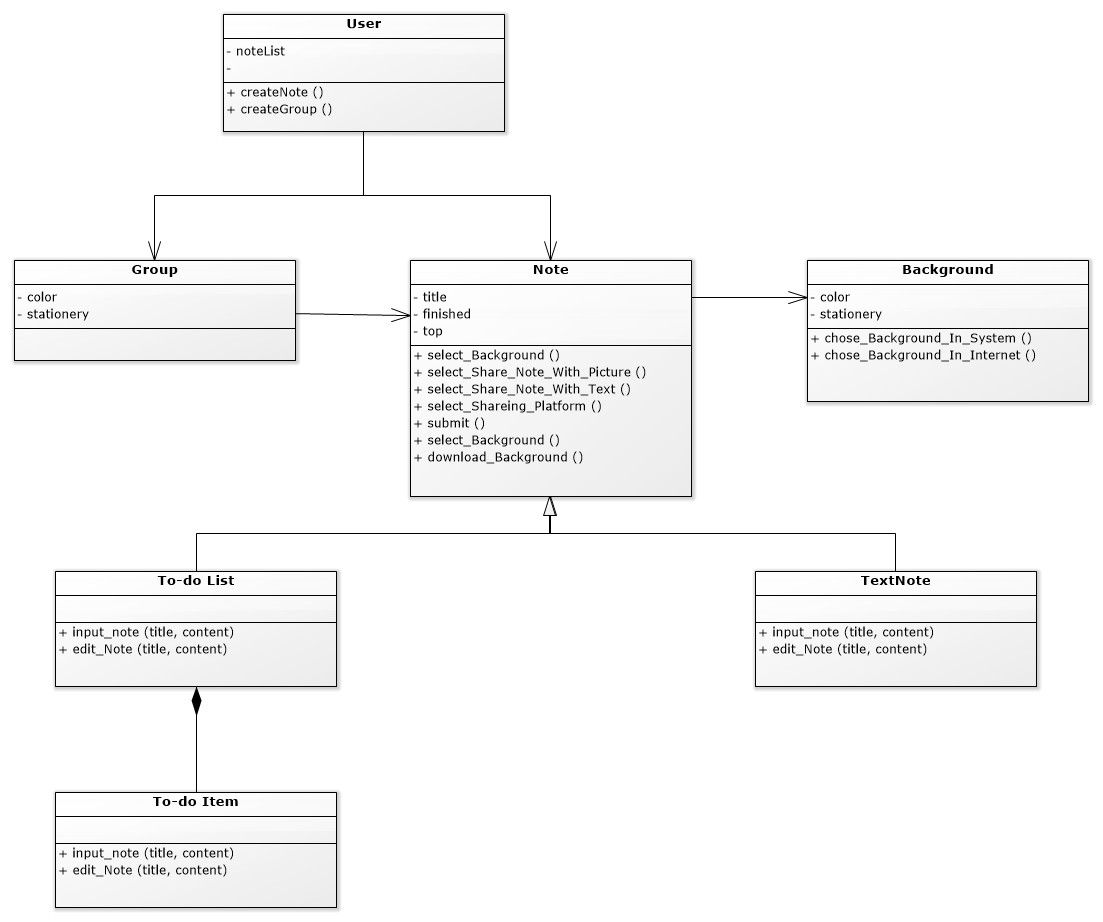 User
- noteList
-
+ createNote ()
+ createGroup ()
Group
- color
- stationery
Note
- title
- finished
- top
+ select_Background ()
+ select_Share_Note_With_Picture ()
+ select_Share_Note_With_Text ()
+ select_Shareing_Platform ()
+ submit ()
+ select_Background ()
+ download_Background ()
Background
- color
- stationery
+ chose_Background_In_System ()
+ chose_Background_In_Internet ()
To-do List
+ input_note (title, content)
+ edit_Note (title, content)
TextNote
+ input_note (title, content)
+ edit_Note (title, content)
To-do Item
+ input_note (title, content)
+ edit_Note (title, content)